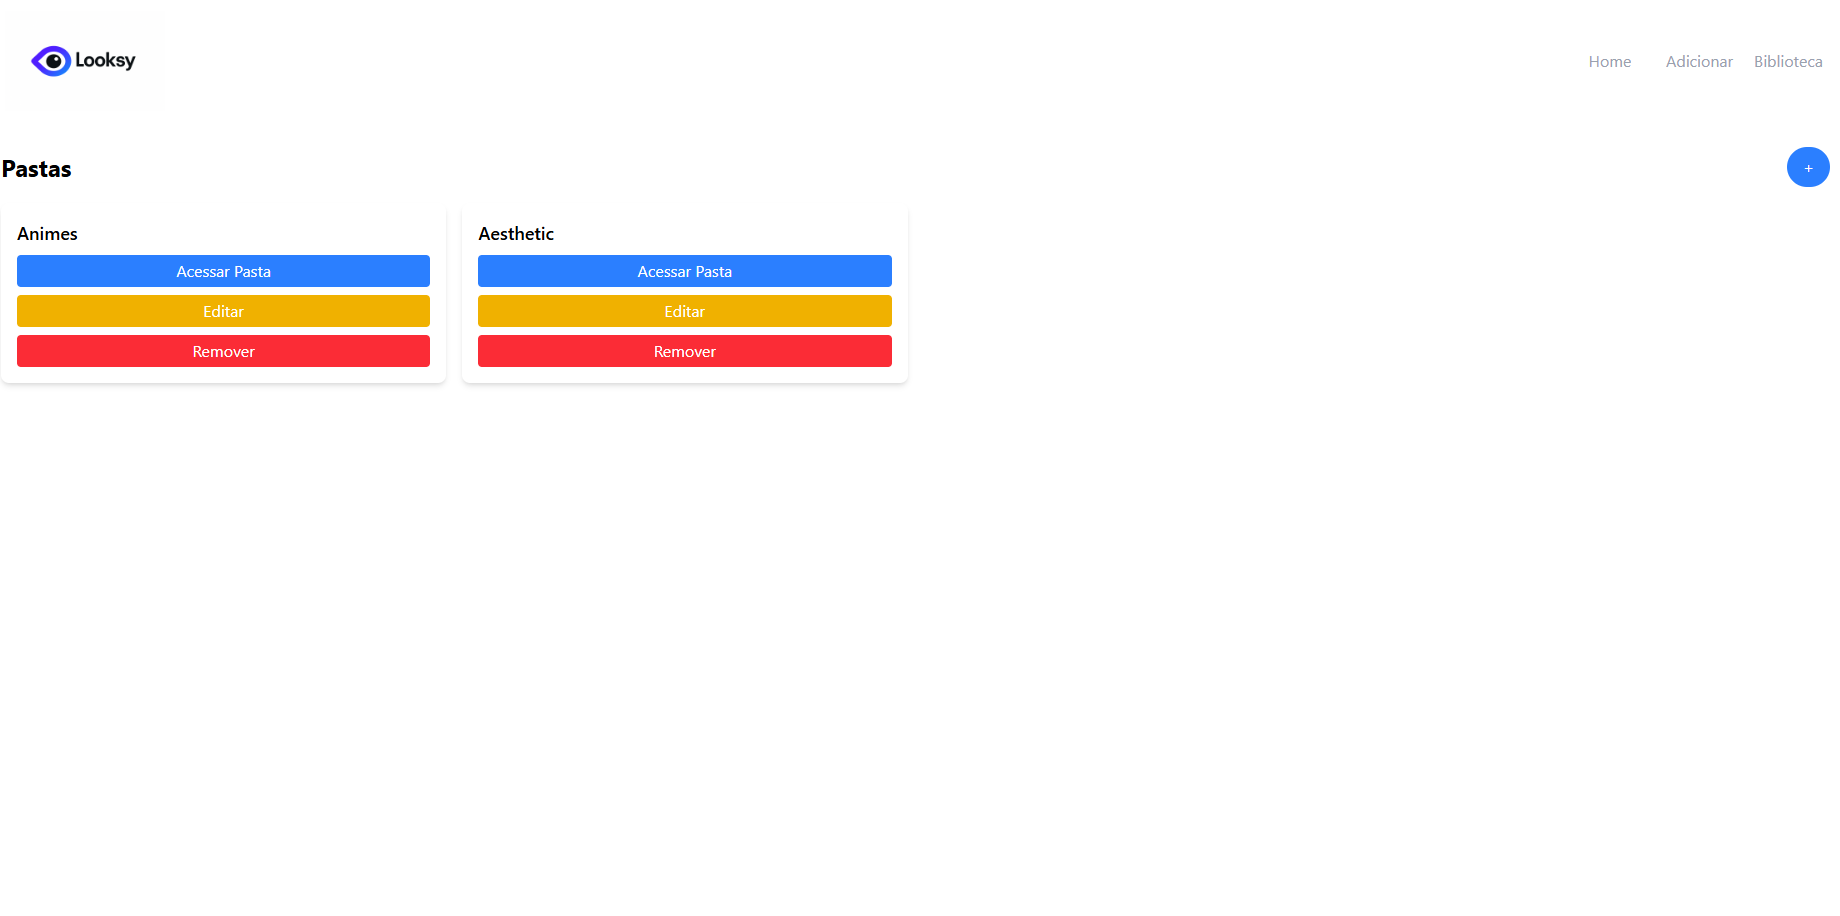 Looksy
Home Adicionar Biblioteca
Pastas
+
Animes
Acessar Pasta
Editar
Remover
Aesthetic
Acessar Pasta
Editar
Remover